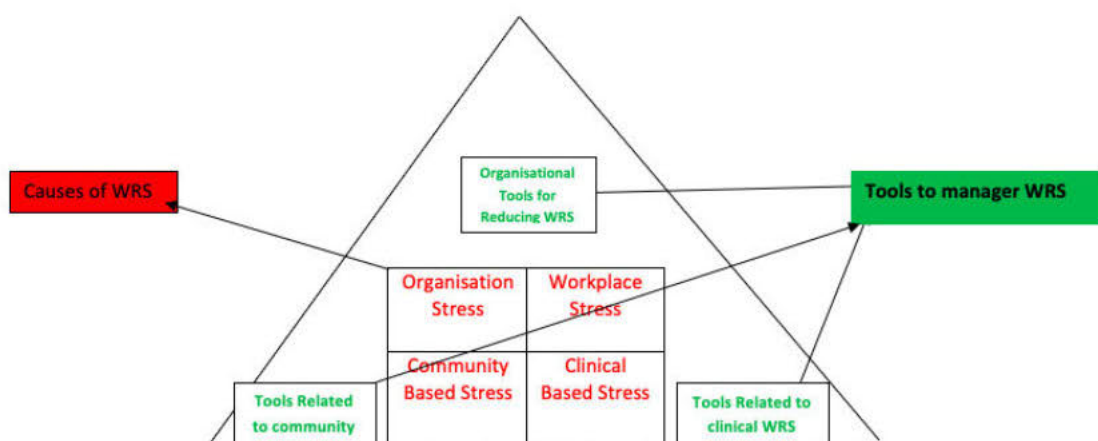 Organisational
Tools for
Reducing WRS
Causes of WRS
Tools to manager WRS
Organisation
Stress
Workplace
Stress
Community
Based Stress
Clinical
Based Stress
Tools Related
to community
Tools Related to
clinical WRS